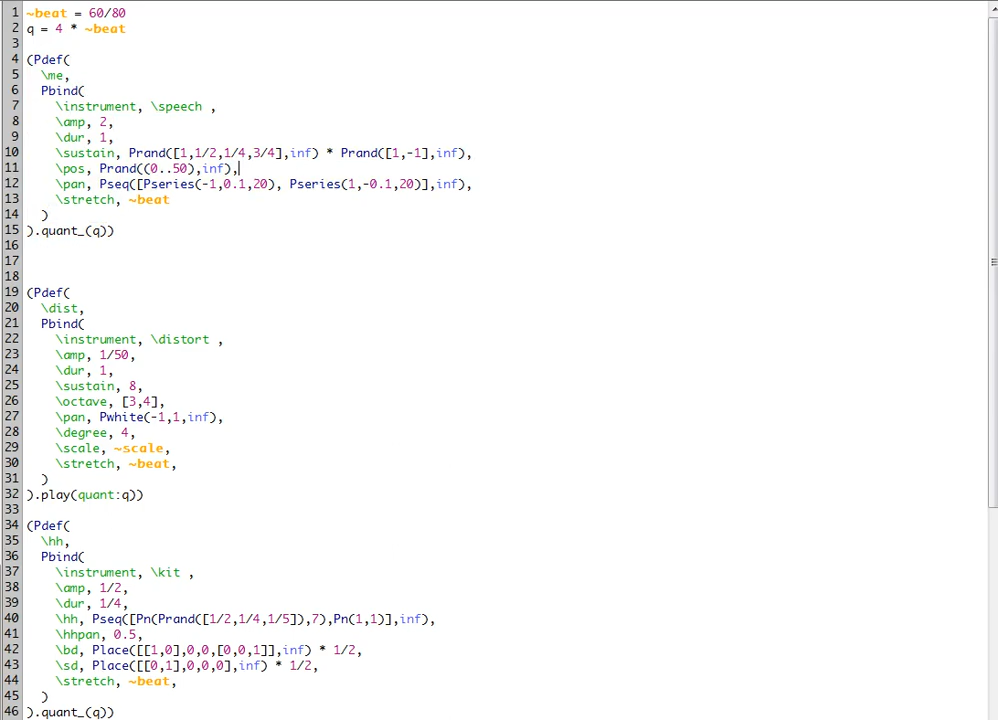 1 ~beat = 60/80
2 q = 4 * ~beat
3
4 (Pdef(
5 \me,
6 Pbind(
7 \instrument, \speech ,
8 \amp, 2,
9 \dur, 1,
10 \sustain, Prand([1,1/2,1/4,3/4],inf) * Prand([1,-1],inf),
11 \pos, Prand((0..50),inf),
12 \pan, Pseq([Pseries(-1,0.1,20), Pseries(1,-0.1,20)],inf),
13 \stretch, ~beat
14 )
15 ).quant_(q))
16
17
18
19 (Pdef(
20 \dist,
21 Pbind(
22 \instrument, \distort ,
23 \amp, 1/50,
24 \dur, 1,
25 \sustain, 8,
26 \octave, [3,4],
27 \pan, Pwhite(-1,1,inf),
28 \degree, 4,
29 \scale, ~scale,
30 \stretch, ~beat,
31 )
32 ).play(quant:q))
33
34 (Pdef(
35 \hh,
36 Pbind(
37 \instrument, \kit ,
38 \amp, 1/2,
39 \dur, 1/4,
40 \hh, Pseq([Pn(Prand([1/2,1/4,1/5]),7),Pn(1,1)],inf),
41 \hhpan, 0.5,
42 \bd, Place([[1,0],0,0,[0,0,1]],inf) * 1/2,
43 \sd, Place([[0,1],0,0,0],inf) * 1/2,
44 \stretch, ~beat,
45 )
46 ).quant_(q))